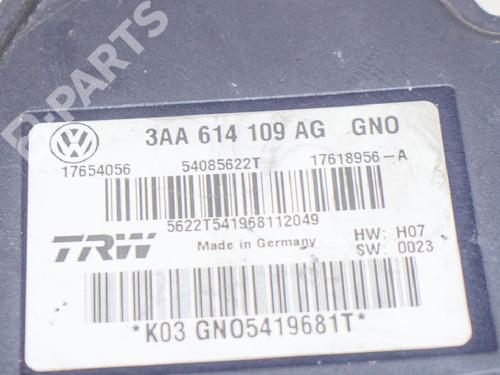 B-PARTS
3AA 614 109 AG GNO
17654056 54085622T 17618956-A
5622T541968112049
TRW Made in Germany HW: H07
SW: 0023
*K03 GNO5419681T*